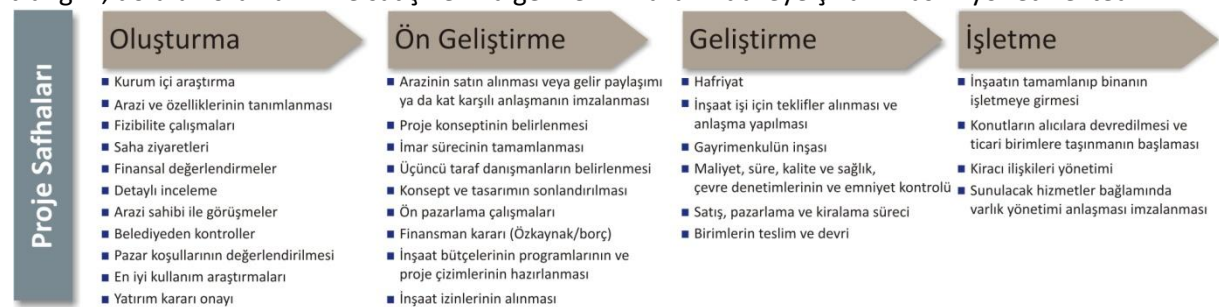 Proje Safhaları
Oluşturma
■ Kurum içi araştırma
■ Arazi ve özelliklerinin tanımlanması
■ Fizibilite çalışmaları
■ Saha ziyaretleri
■ Finansal değerlendirmeler
■ Detaylı inceleme
■ Arazi sahibi ile görüşmeler
■ Belediyeden kontroller
■ Pazar koşullarının değerlendirilmesi
■ En iyi kullanım araştırmaları
■ Yatırım kararı onayı
Ön Geliştirme
■ Arazinin satın alınması veya gelir paylaşımı
ya da kat karşılı anlaşmanın imzalanması
■ Proje konseptinin belirlenmesi
■ İmar sürecinin tamamlanması
■ Üçüncü taraf danışmanların belirlenmesi
■ Konsept ve tasarımın sonlandırılması
■ Ön pazarlama çalışmaları
■ Finansman kararı (Özkaynak/borç)
■ İnşaat bütçelerinin programlarının ve
proje çizimlerinin hazırlanması
■ İnşaat izinlerinin alınması
Geliştirme
■ Hafriyat
■ İnşaat işi için teklifler alınması ve
anlaşma yapılması
■ Gayrimenkulün inşası
■ Maliyet, süre, kalite ve sağlık,
çevre denetimlerinin ve emniyet kontrolü
■ Satış, pazarlama ve kiralama süreci
■ Birimlerin teslim ve devri
İşletme
■ İnşaatın tamamlanıp binanın
işletmeye girmesi
■ Konutların alıcılara devredilmesi ve
ticari birimlere taşınmanın başlaması
■ Kiracı ilişkileri yönetimi
■ Sunulacak hizmetler bağlamında
varlık yönetimi anlaşması imzalanması